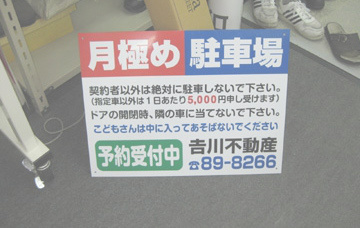 月極め 駐車場
契約者以外は絶対に駐車しないで下さい。
(指定車以外は1日あたり5,000円申し受けます)
ドアの開閉時、隣の車に当てないで下さい。
こどもさんは中に入ってあそばないでください
予約受付中 𠮷川不動産
☎89-8266